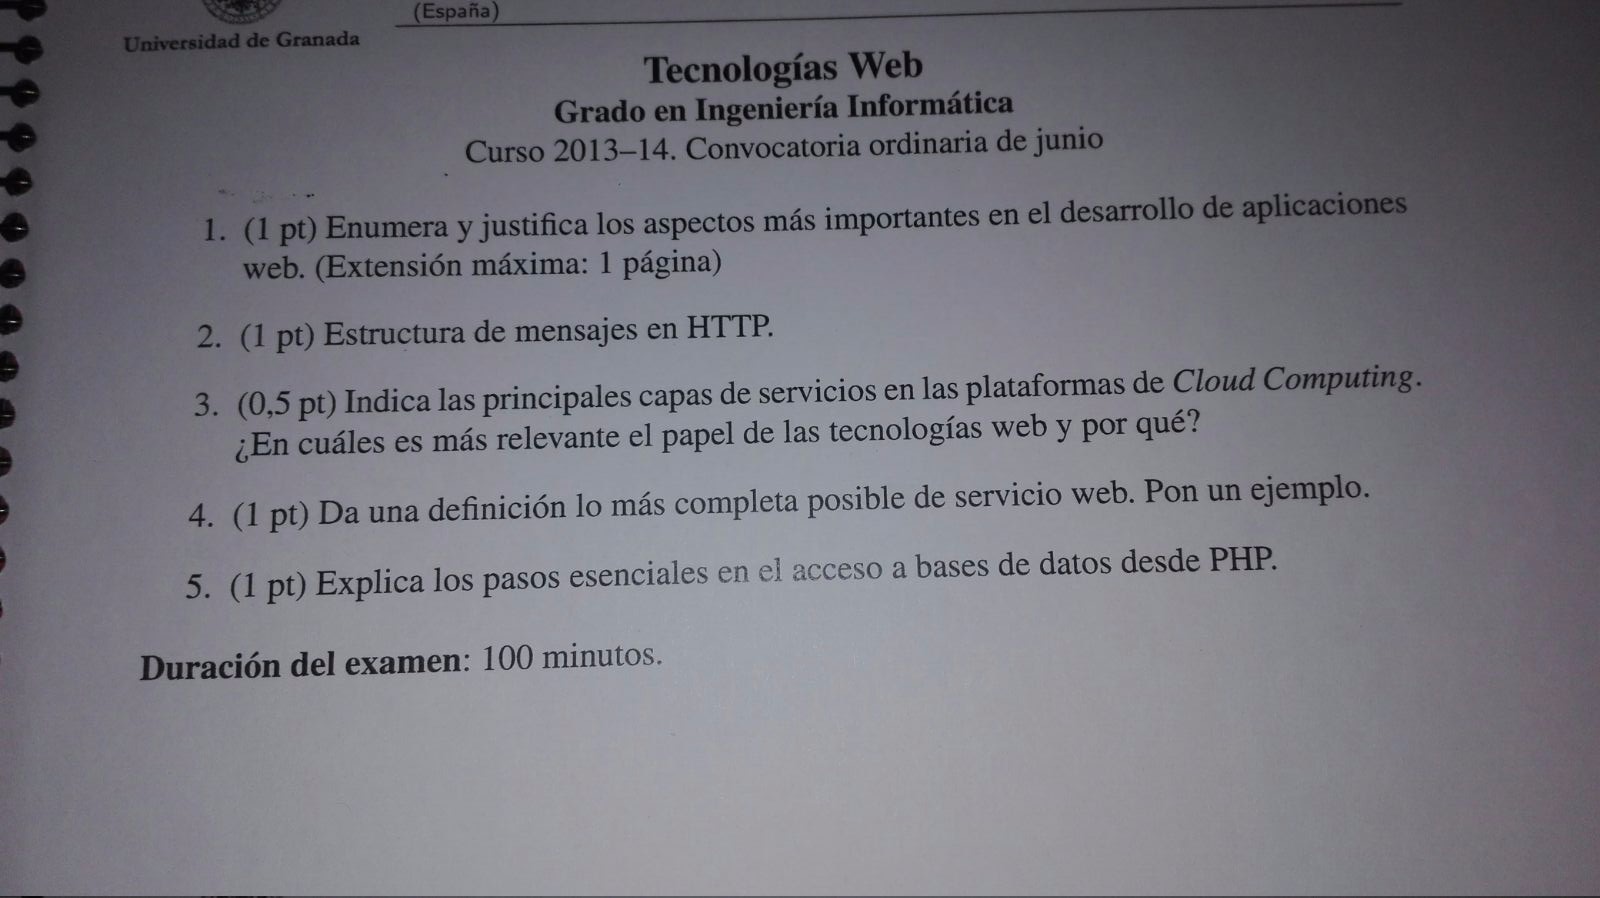 (España)
Universidad de Granada
Tecnologías Web
Grado en Ingeniería Informática
Curso 2013–14. Convocatoria ordinaria de junio
1. (1 pt) Enumera y justifica los aspectos más importantes en el desarrollo de aplicaciones
web. (Extensión máxima: 1 página)
2. (1 pt) Estructura de mensajes en HTTP.
3. (0,5 pt) Indica las principales capas de servicios en las plataformas de Cloud Computing.
¿En cuáles es más relevante el papel de las tecnologías web y por qué?
4. (1 pt) Da una definición lo más completa posible de servicio web. Pon un ejemplo.
5. (1 pt) Explica los pasos esenciales en el acceso a bases de datos desde PHP.
Duración del examen: 100 minutos.